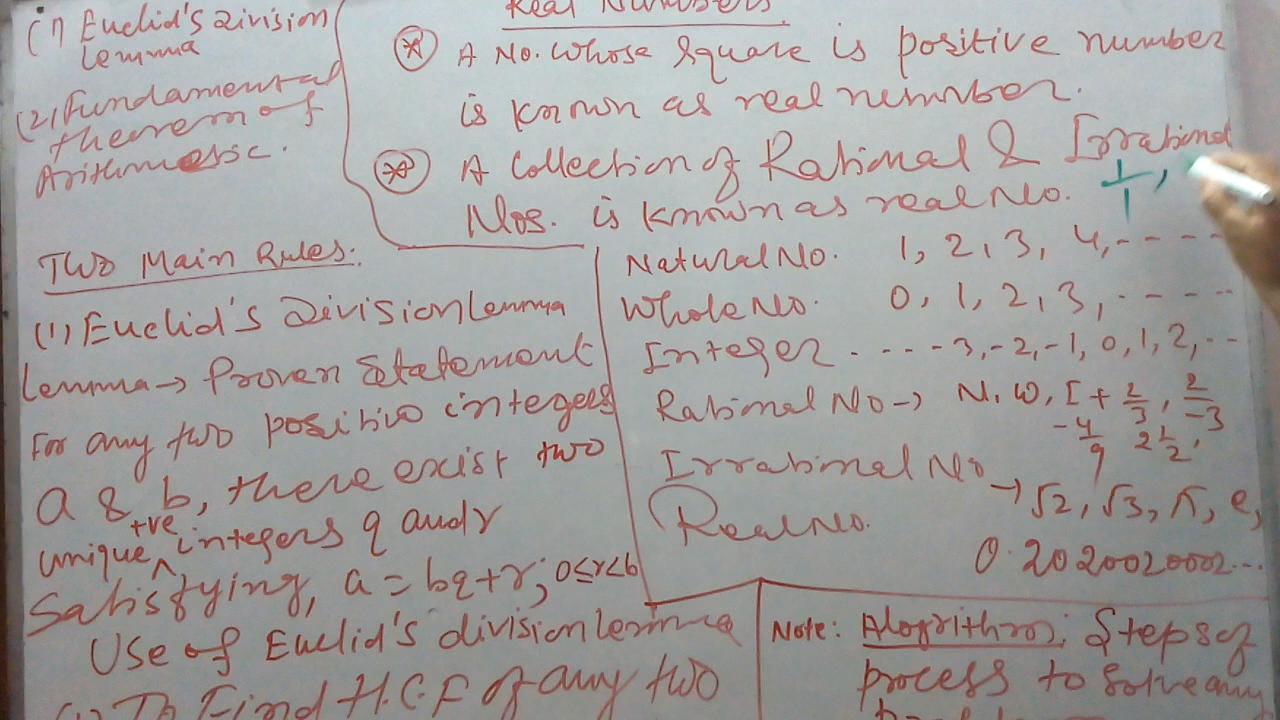 Real Numbers
(1) Euclid's Division
lemma
(2) Fundamental
theorem of
Arithmetic.
A No. whose square is positive number
is known as real number.
A Collection of Rational & Irrational
Nos. is known as real No.
1/1,
TWO Main Rules:
(1) Euclid's Division lemma
lemma → Proven Statement
For any two positive integers
a & b, there exist two
unique +ve integers q and r
Satisfying, a = bq + r; 0≤r<b
Use of Euclid's division lemma
(1) To Find H.C.F of any two
Natural No. 1, 2, 3, 4, - - - -
Whole No. 0, 1, 2, 3, - - - - -
Integer . - - - -3, -2, -1, 0, 1, 2, - -
Rational No → N, W, I + 2/3, 2/-3
-4/9 2 1/2,
Irrational No → √2, √3, π, e,
0.2020020002...
Real No.
Note: Alogrithm: Steps of
process to solve any